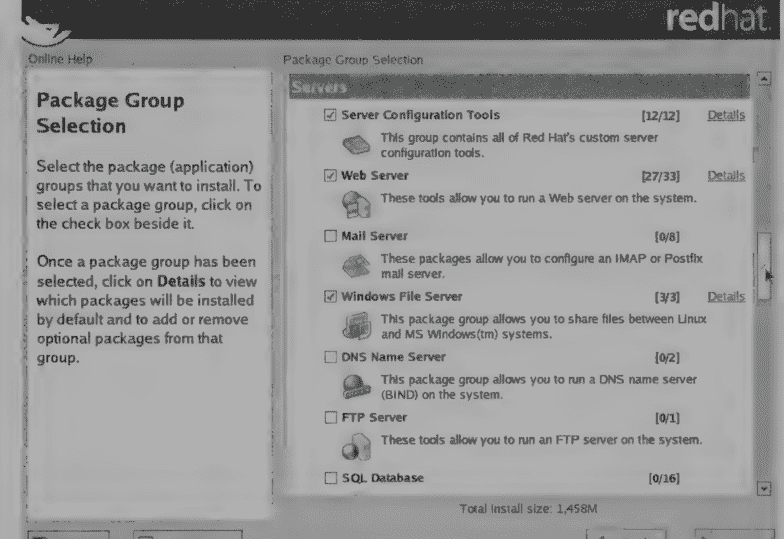 redhat.
Online Help
Package Group Selection
Package Group
Selection
Select the package (application)
groups that you want to install. To
select a package group, click on
the check box beside it.
Once a package group has been
selected, click on Details to view
which packages will be installed
by default and to add or remove
optional packages from that
group.
Servers
Server Configuration Tools [12/12] Details
This group contains all of Red Hat's custom server
configuration tools.
Web Server [27/33] Details
These tools allow you to run a Web server on the system.
Mail Server [0/8]
These packages allow you to configure an IMAP or Postfix
mail server.
Windows File Server [3/3] Details
This package group allows you to share files between Linux
and MS Windows(tm) systems.
DNS Name Server [0/2]
This package group allows you to run a DNS name server
(BIND) on the system.
FTP Server [0/1]
These tools allow you to run an FTP server on the system.
SQL Database [0/16]
Total install size: 1,458M